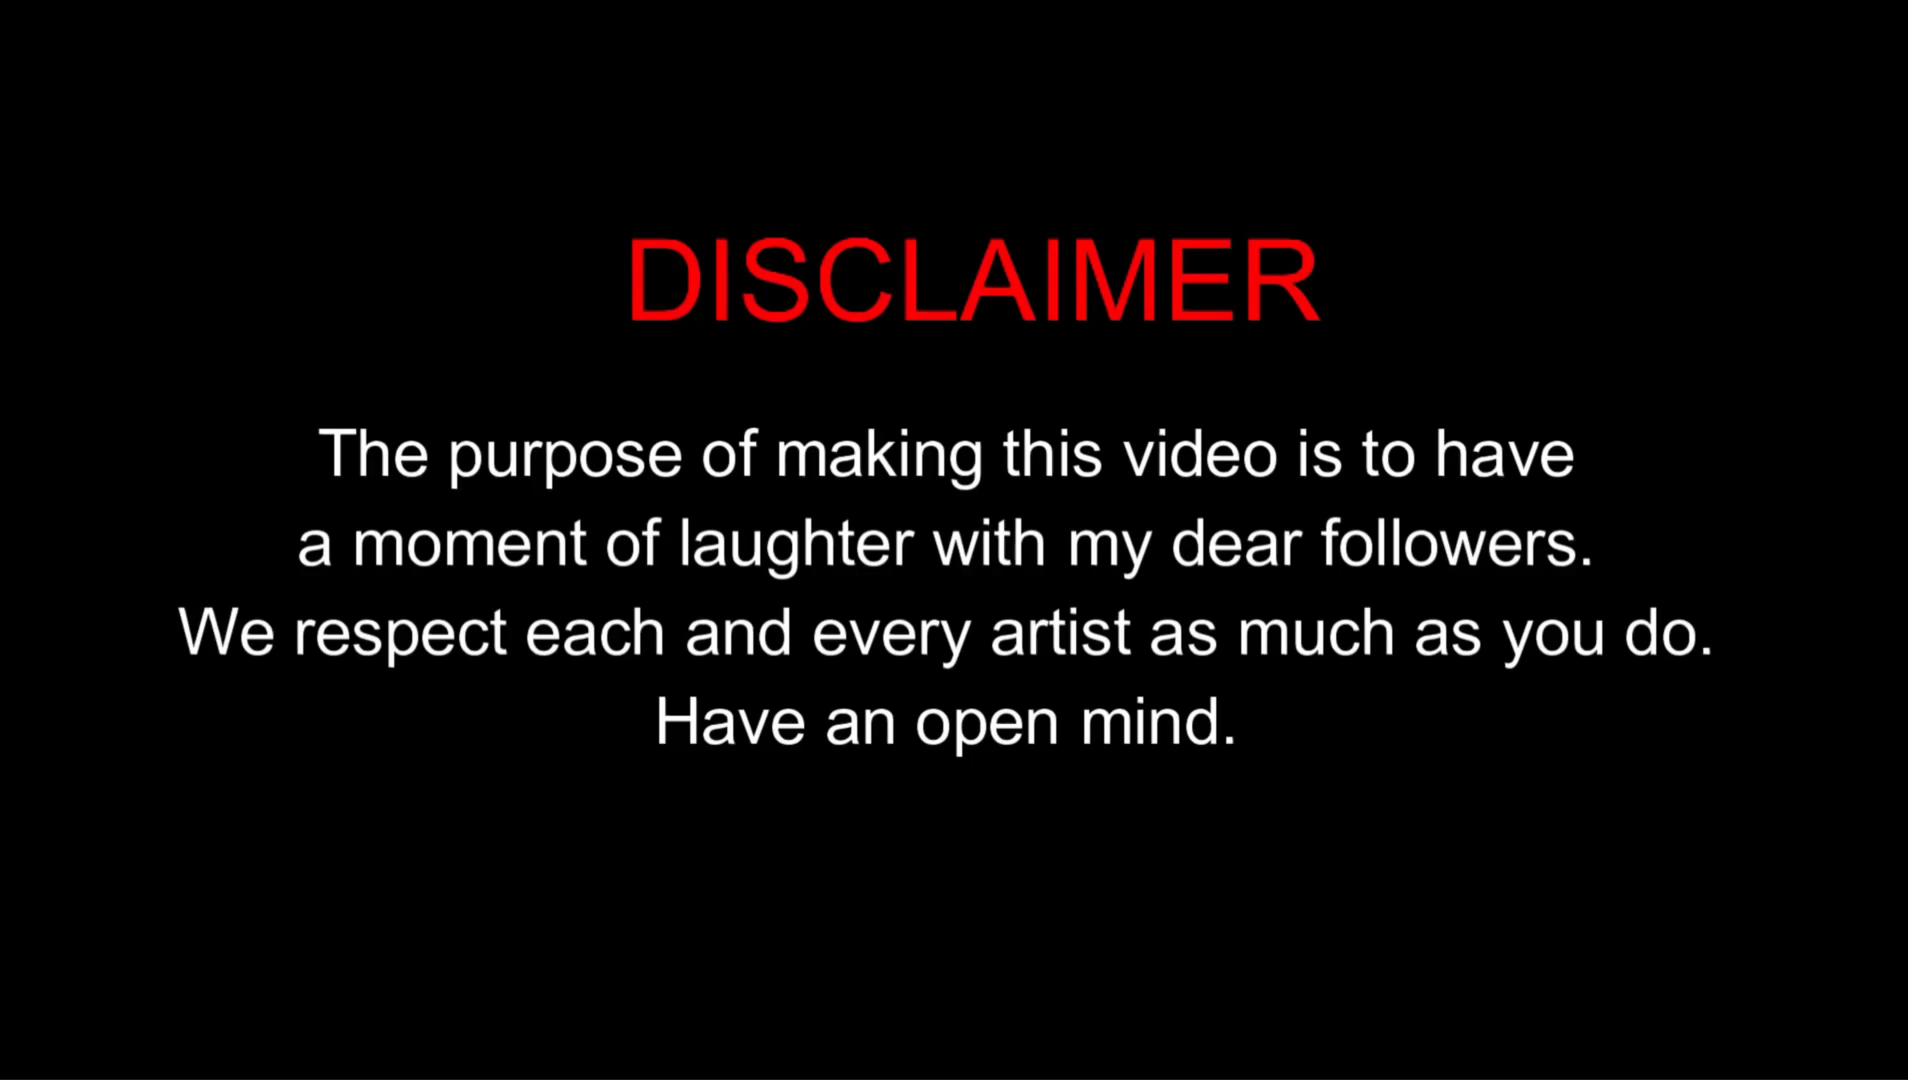 DISCLAIMER
The purpose of making this video is to have
a moment of laughter with my dear followers.
We respect each and every artist as much as you do.
Have an open mind.